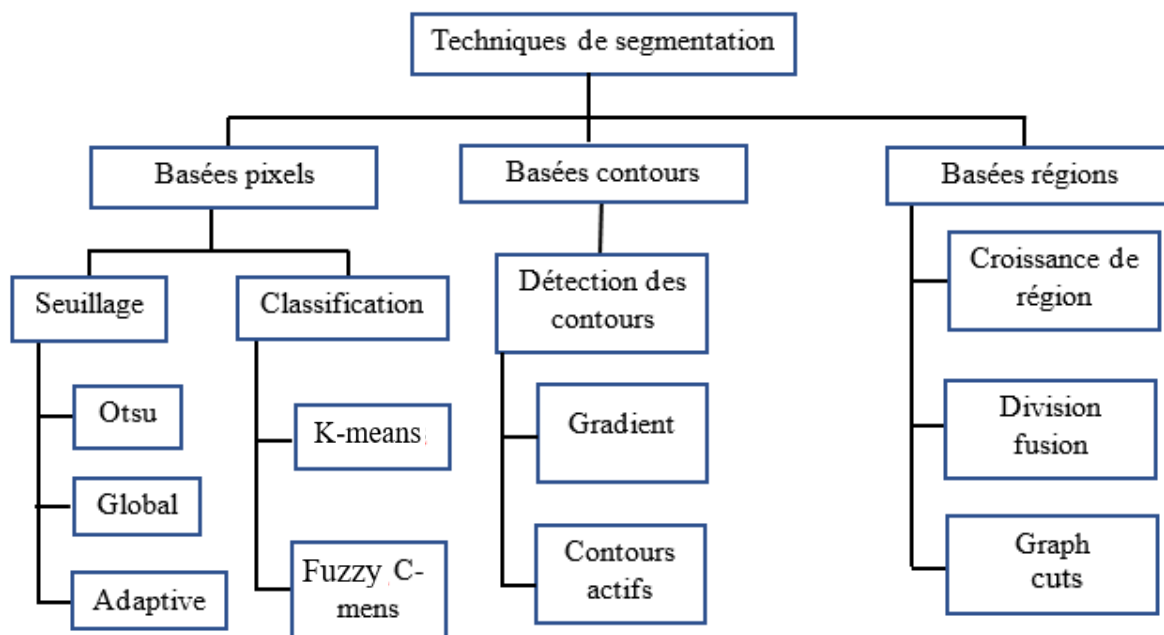 Techniques de segmentation
Basées pixels
Basées contours
Basées régions
Seuillage
Classification
Détection des
contours
Croissance de
région
Otsu
K-means
Gradient
Division
fusion
Global
Adaptive
Fuzzy C-
mens
Contours
actifs
Graph
cuts